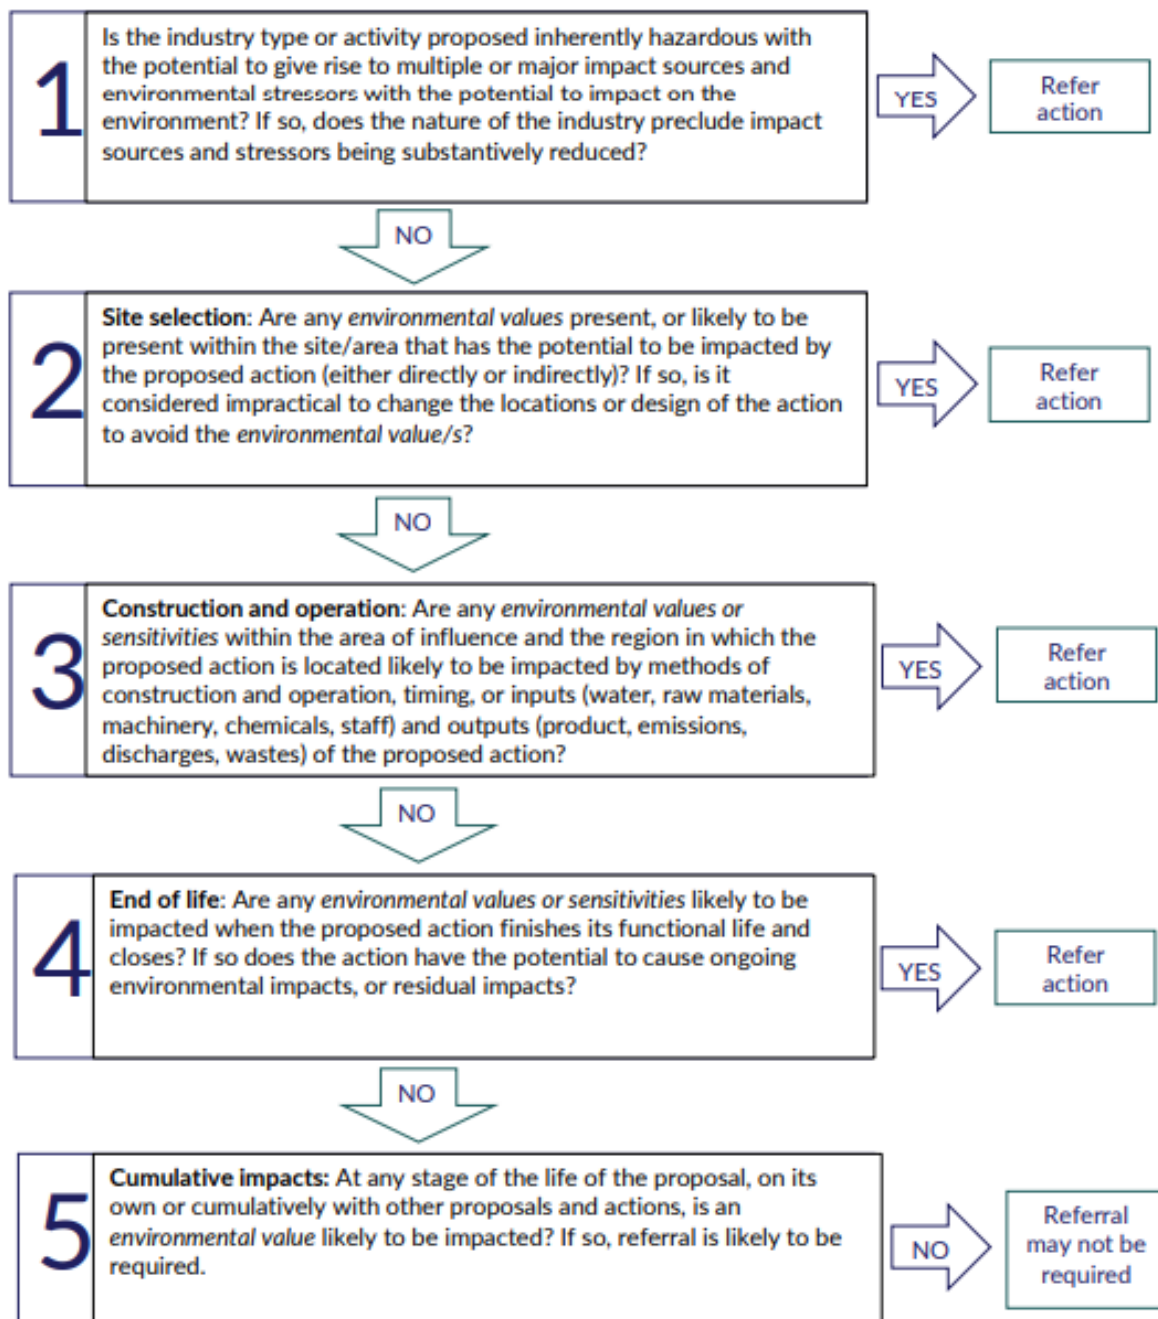 1
Is the industry type or activity proposed inherently hazardous with
the potential to give rise to multiple or major impact sources and
environmental stressors with the potential to impact on the
environment? If so, does the nature of the industry preclude impact
sources and stressors being substantively reduced?
YES
Refer
action
NO
2
Site selection: Are any environmental values present, or likely to be
present within the site/area that has the potential to be impacted by
the proposed action (either directly or indirectly)? If so, is it
considered impractical to change the locations or design of the action
to avoid the environmental value/s?
YES
Refer
action
NO
3
Construction and operation: Are any environmental values or
sensitivities within the area of influence and the region in which the
proposed action is located likely to be impacted by methods of
construction and operation, timing, or inputs (water, raw materials,
machinery, chemicals, staff) and outputs (product, emissions,
discharges, wastes) of the proposed action?
YES
Refer
action
NO
4
End of life: Are any environmental values or sensitivities likely to be
impacted when the proposed action finishes its functional life and
closes? If so does the action have the potential to cause ongoing
environmental impacts, or residual impacts?
YES
Refer
action
NO
5
Cumulative impacts: At any stage of the life of the proposal, on its
own or cumulatively with other proposals and actions, is an
environmental value likely to be impacted? If so, referral is likely to be
required.
NO
Referral
may not be
required